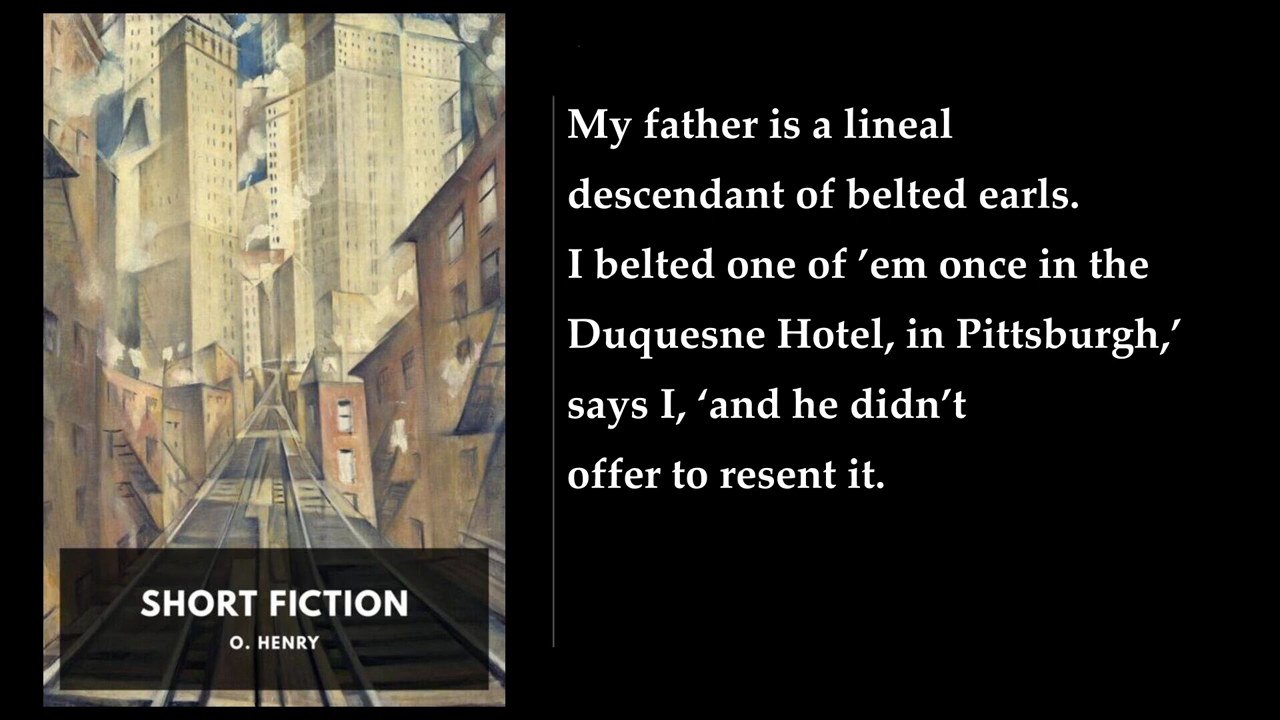 SHORT FICTION
O. HENRY
My father is a lineal
descendant of belted earls.
I belted one of ’em once in the
Duquesne Hotel, in Pittsburgh,’
says I, ‘and he didn’t
offer to resent it.